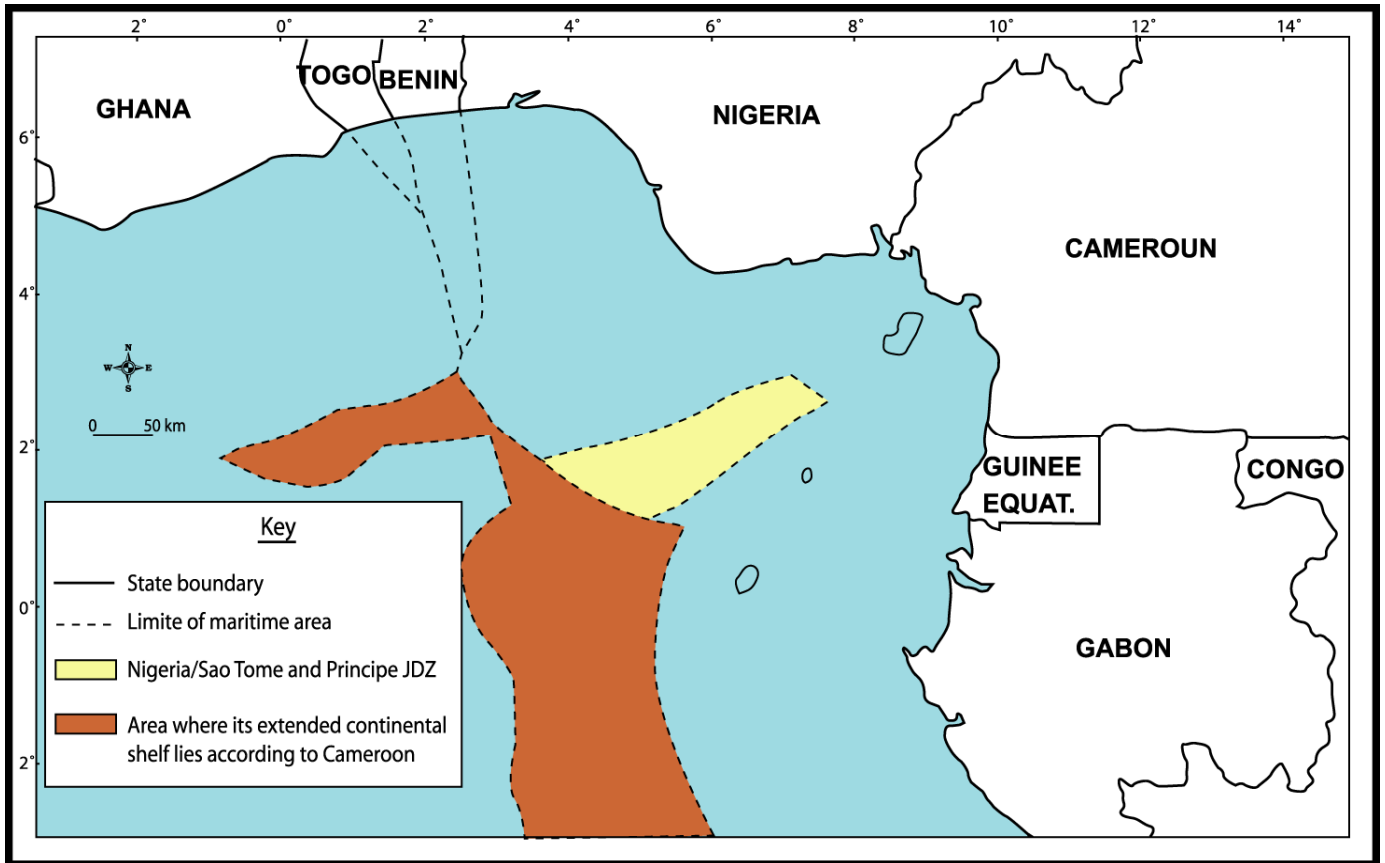 2° 0° 2° 4° 6° 8° 10° 12° 14°
TOGO BENIN
GHANA
NIGERIA
6°
CAMEROUN
4°
N
W E
S
0 50 km
2°
GUINEE
EQUAT.
CONGO
Key
State boundary
Limite of maritime area
0°
GABON
Nigeria/Sao Tome and Principe JDZ
Area where its extended continental
shelf lies according to Cameroon
2°